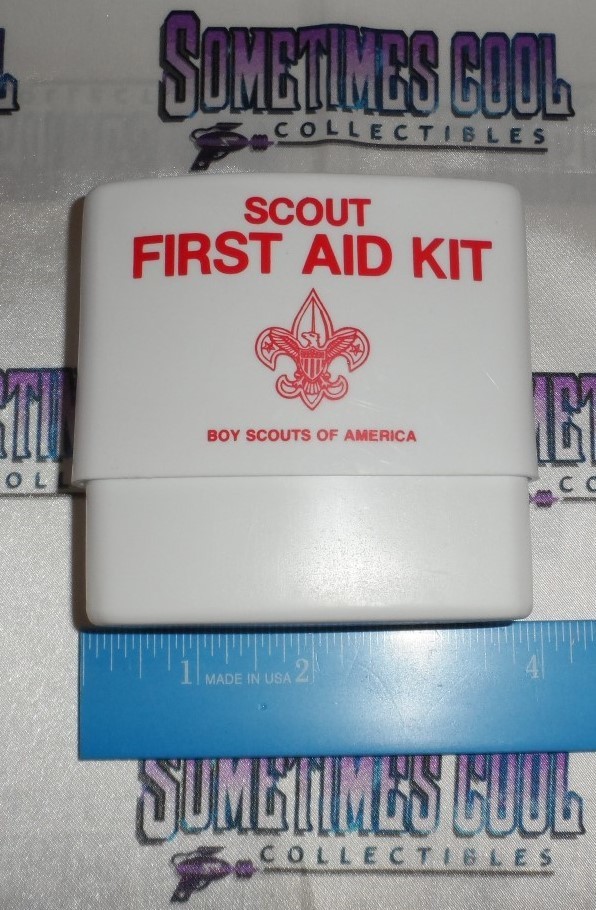 SOMETIMES COOL
COLLECTIBLES
SCOUT
FIRST AID KIT
BOY SCOUTS OF AMERICA
1 MADE IN USA 2 4
SOMETIMES COOL
COLLECTIBLES